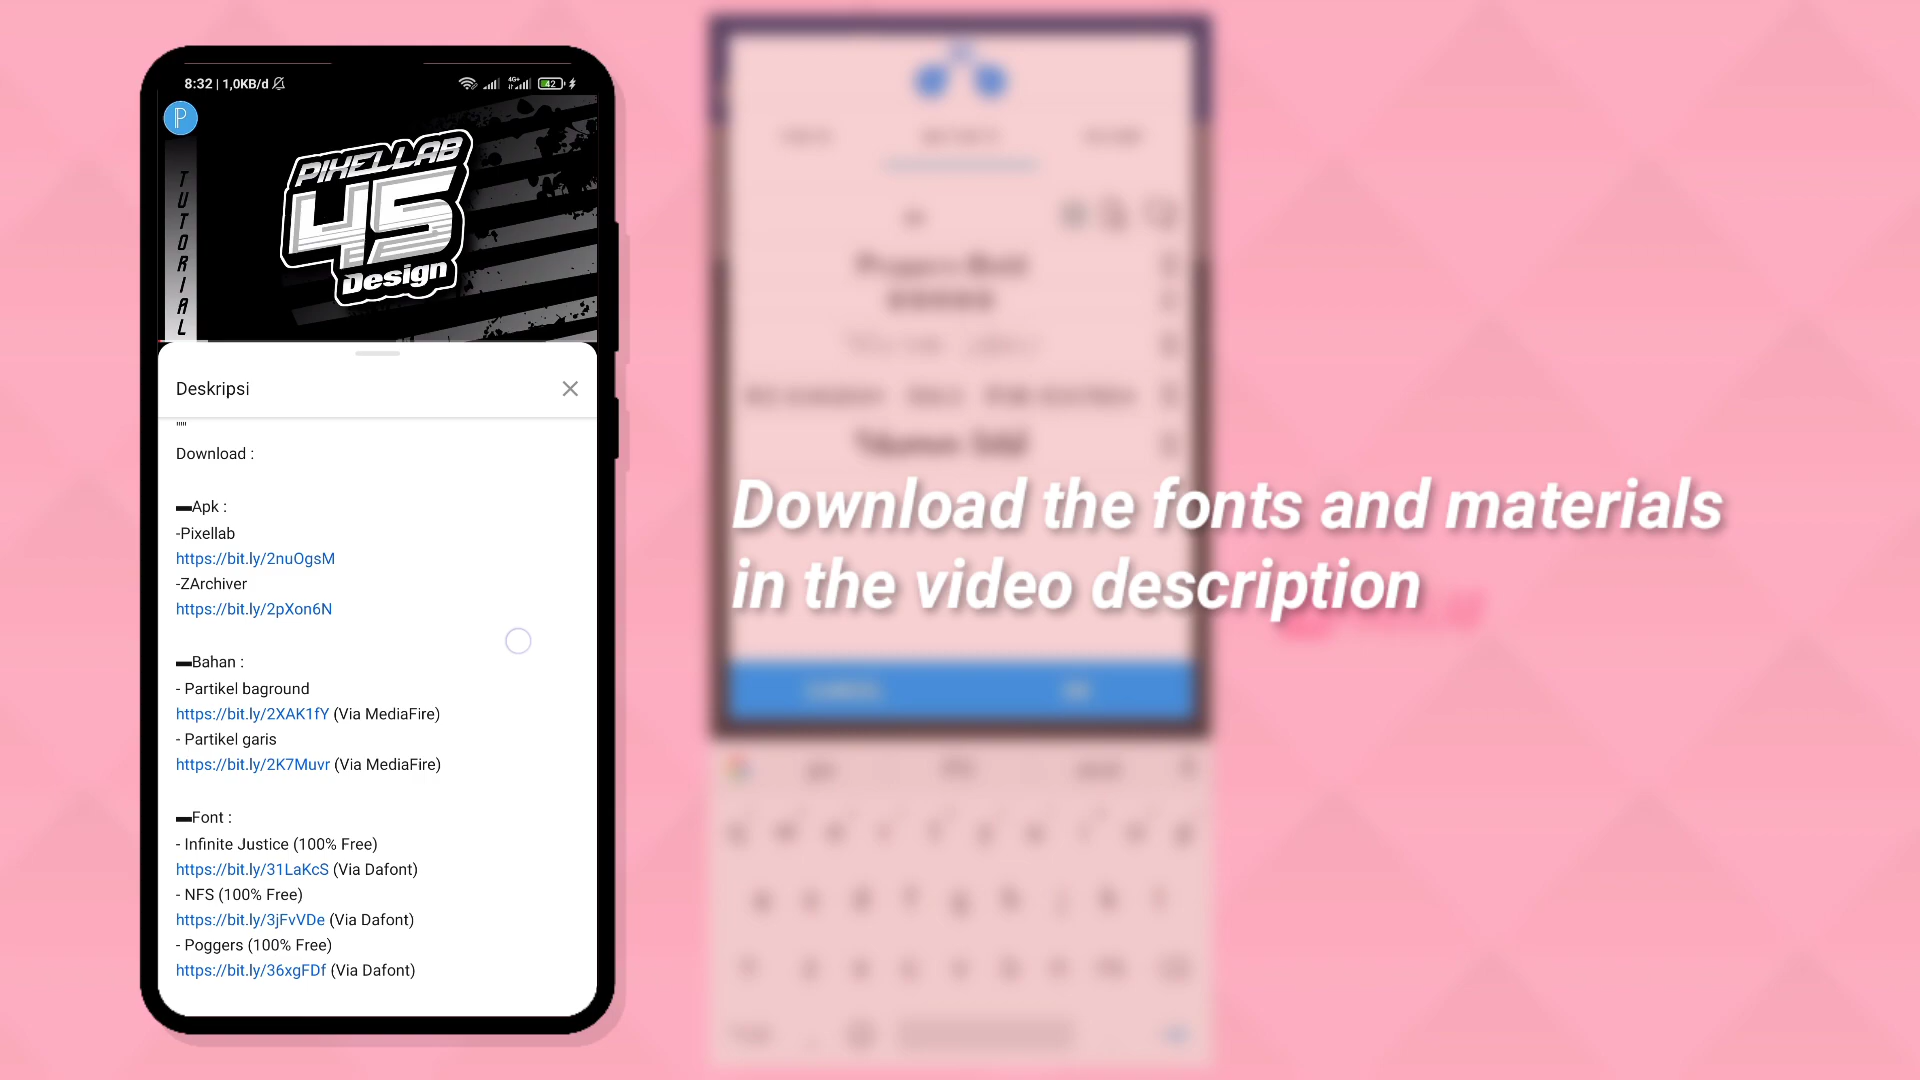 8:32 | 1,0KB/d
4G+
42
P
TUTORIAL
PIXELLAB
45
Design
Deskripsi
""
Download :
▬Apk :
-Pixellab
https://bit.ly/2nuOgsM
-ZArchiver
https://bit.ly/2pXon6N
▬Bahan :
- Partikel baground
https://bit.ly/2XAK1fY (Via MediaFire)
- Partikel garis
https://bit.ly/2K7Muvr (Via MediaFire)
▬Font :
- Infinite Justice (100% Free)
https://bit.ly/31LaKcS (Via Dafont)
- NFS (100% Free)
https://bit.ly/3jFvVDe (Via Dafont)
- Poggers (100% Free)
https://bit.ly/36xgFDf (Via Dafont)
Download the fonts and materials
in the video description